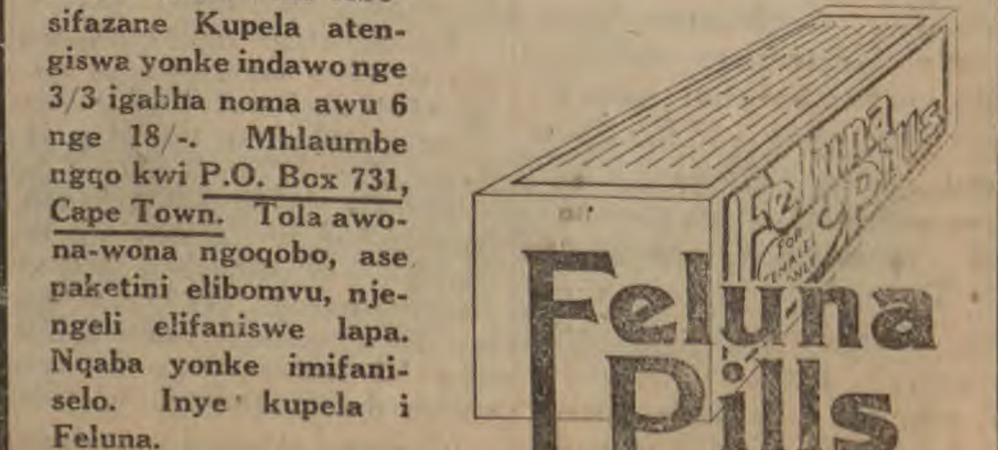 sifazane Kupela aten-
giswa yonke indawo nge
3/3 igabha noma awu 6
nge 18/-. Mhlaumbe
ngqo kwi P.O. Box 731,
Cape Town. Tola awo-
na-wona ngoqobo, ase
paketini elibomvu, nje-
ngeli elifaniswe lapa.
Nqaba yonke imifani-
selo. Inye kupela i
Feluna.
Feluna
Pills
FOR
FEMALES
ONLY
Feluna
Pills